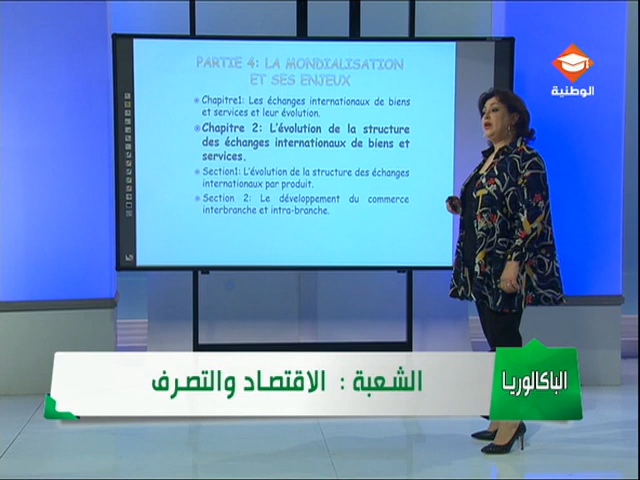 PARTIE 4: LA MONDIALISATION
ET SES ENJEUX
Chapitre1: Les échanges internationaux de biens
et services et leur évolution.
Chapitre 2: L'évolution de la structure
des échanges internationaux de biens et
services.
Section1: L'évolution de la structure des échanges
internationaux par produit.
Section 2: Le développement du commerce
interbranche et intra-branche.
الوطنية
الشعبة : الاقتصاد والتصرف
الباكالوريا